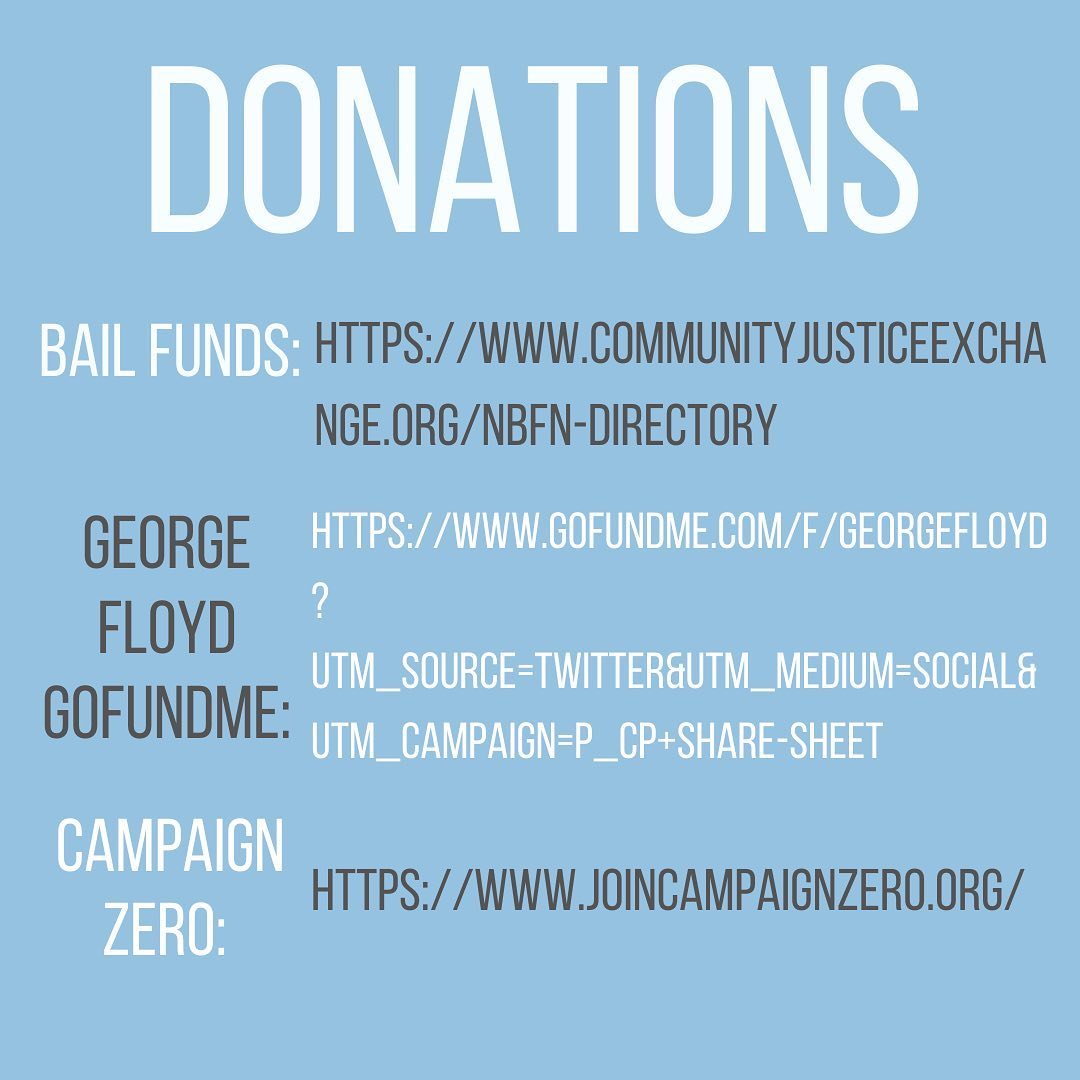 DONATIONS
BAIL FUNDS: HTTPS://WWW.COMMUNITYJUSTICEEXCHA
NGE.ORG/NBFN-DIRECTORY
GEORGE
FLOYD
GOFUNDME:
HTTPS://WWW.GOFUNDME.COM/F/GEORGEFLOYD
?
UTM_SOURCE=TWITTER&UTM_MEDIUM=SOCIAL&
UTM_CAMPAIGN=P_CP+SHARE-SHEET
CAMPAIGN
ZERO:
HTTPS://WWW.JOINCAMPAIGNZERO.ORG/